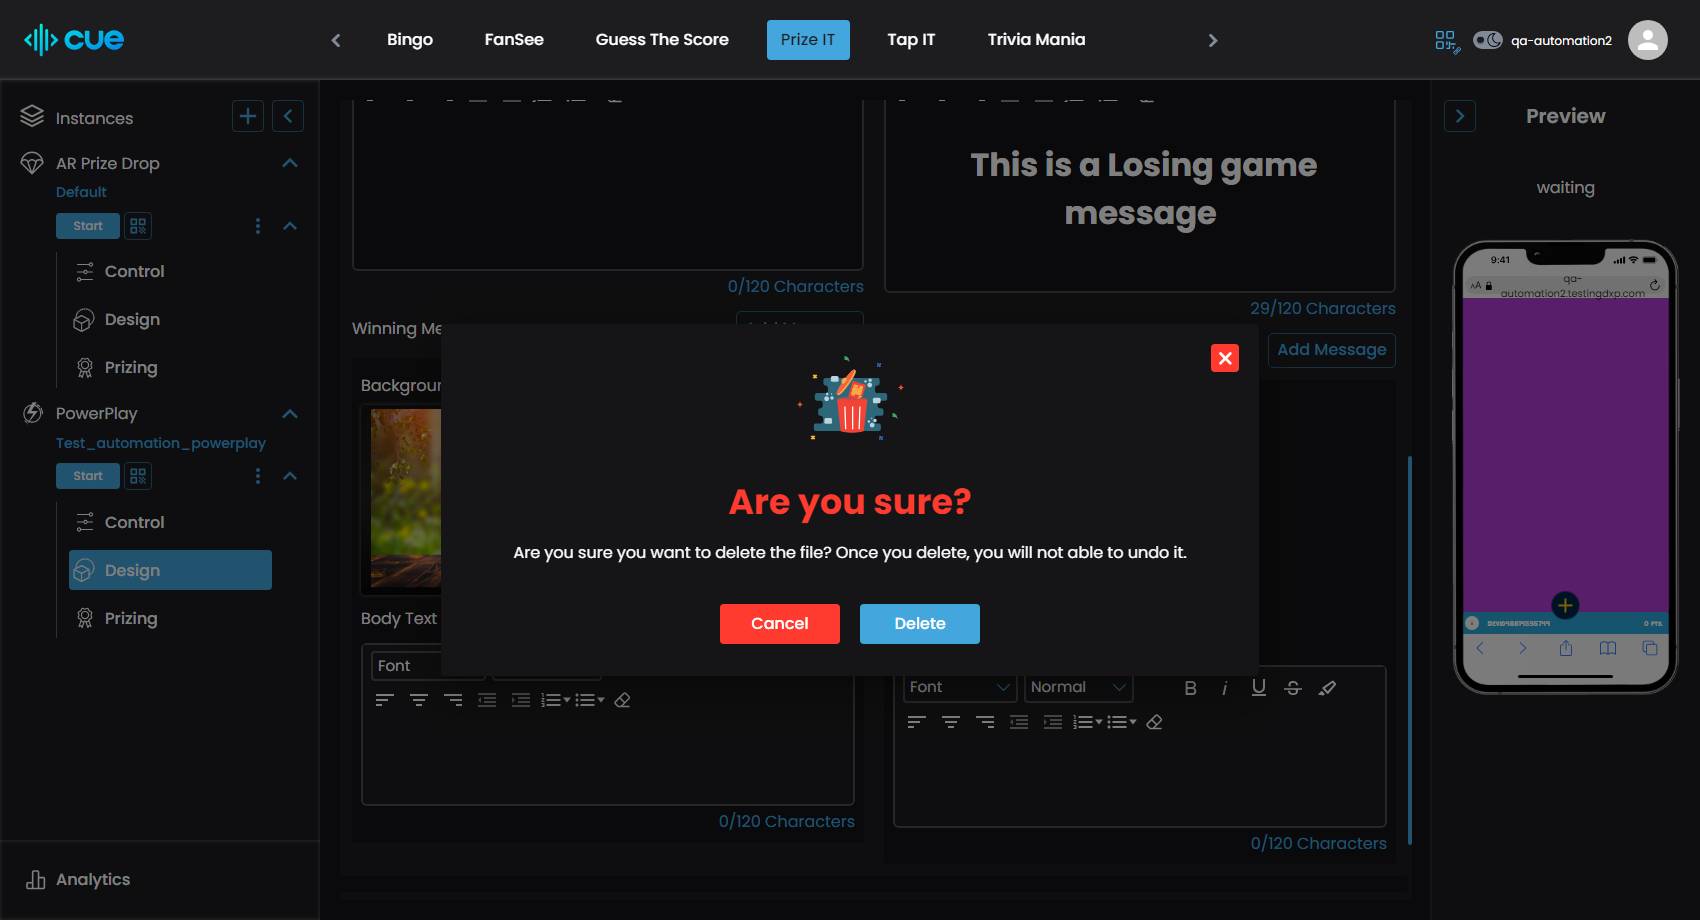 cue
Bingo
FanSee
Guess The Score
Prize IT
Tap IT
Trivia Mania
qa-automation2
Instances
AR Prize Drop
Default
Start
Control
Design
Prizing
PowerPlay
Test_automation_powerplay
Start
Control
Design
Prizing
Analytics
0/120 Characters
Winning Me
This is a Losing game
message
29/120 Characters
Add Message
Backgroun
Are you sure?
Are you sure you want to delete the file? Once you delete, you will not able to undo it.
Cancel
Delete
Body Text
Font
0/120 Characters
Font
Normal
B i U S
0/120 Characters
Preview
waiting
9:41
AA
qa-
automation2.testingdxp.com
0 PTS.